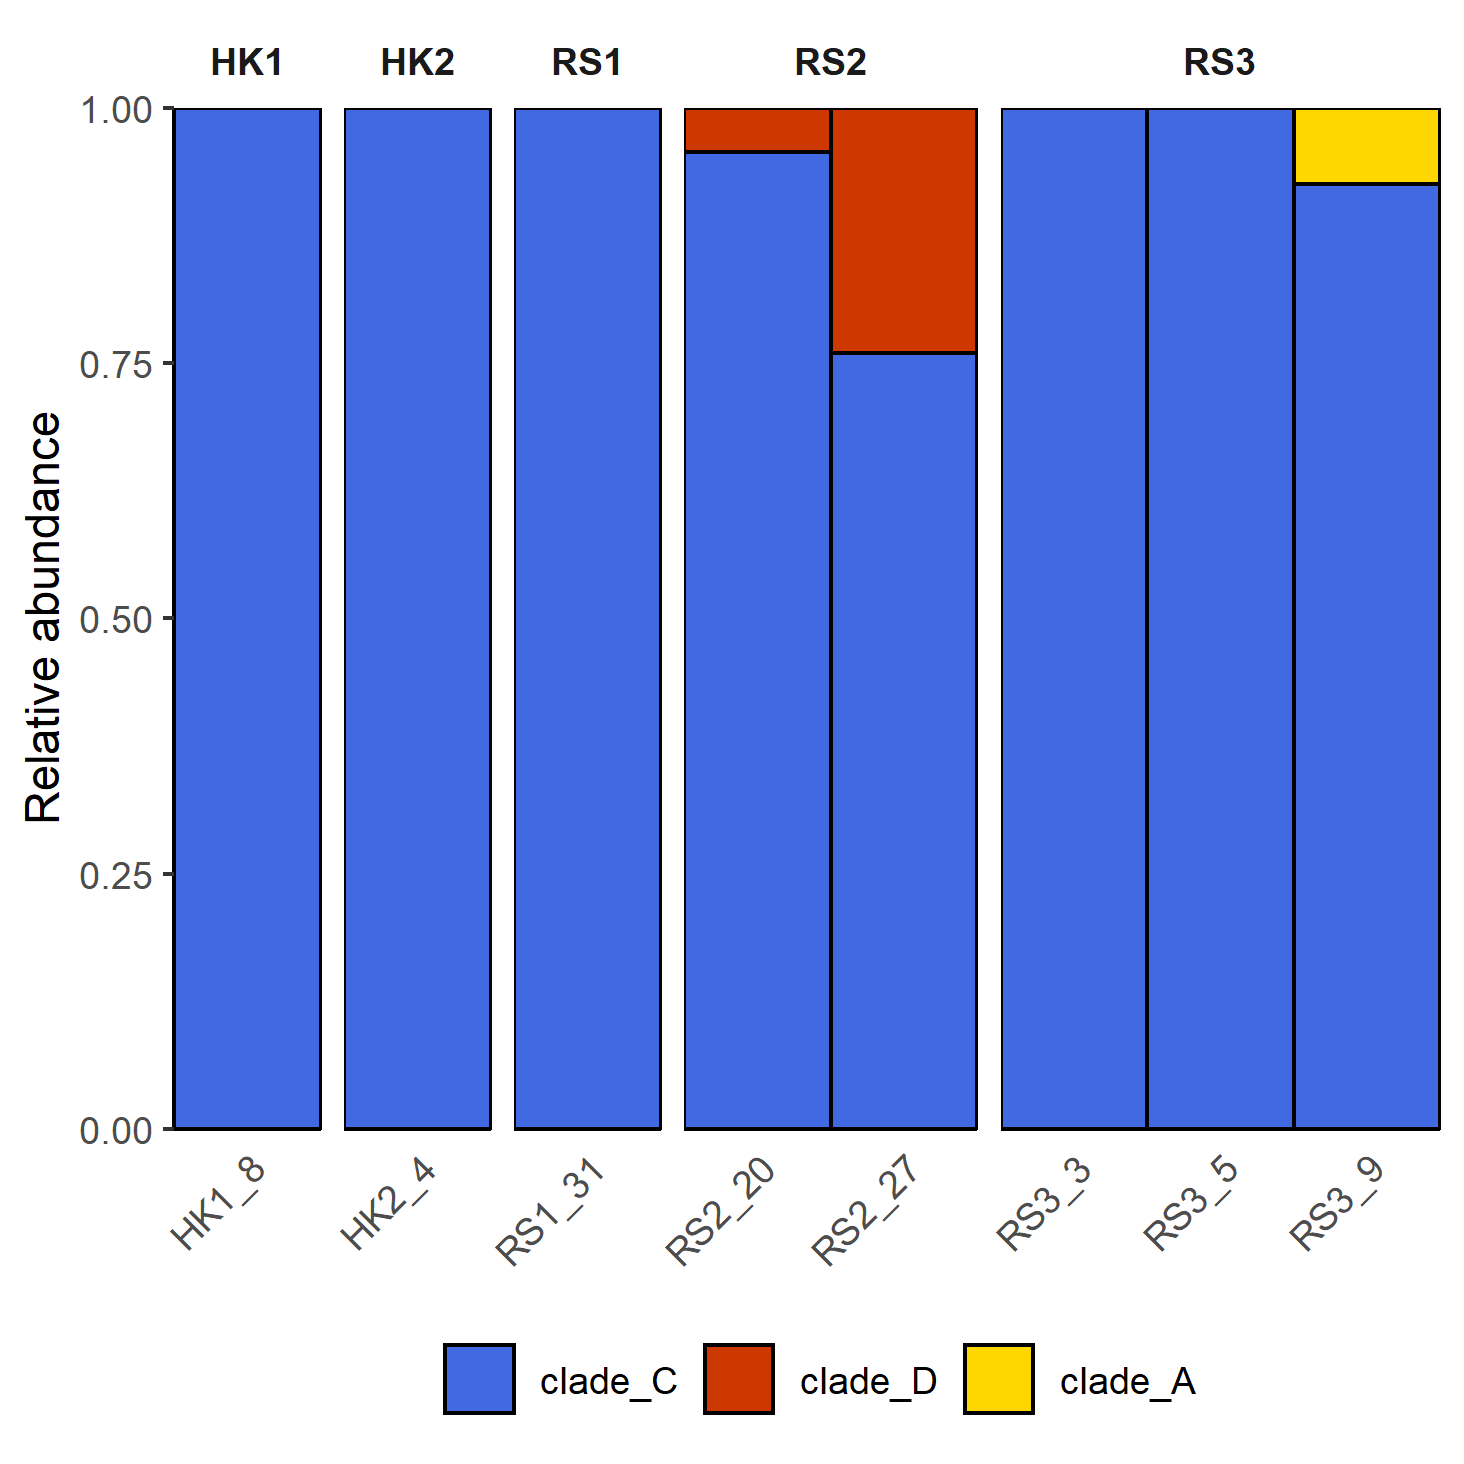 HK1 HK2 RS1 RS2 RS3
1.00
0.75
0.50
0.25
0.00
Relative abundance
HK1_8 HK2_4 RS1_31 RS2_20 RS2_27 RS3_3 RS3_5 RS3_9
clade_C clade_D clade_A